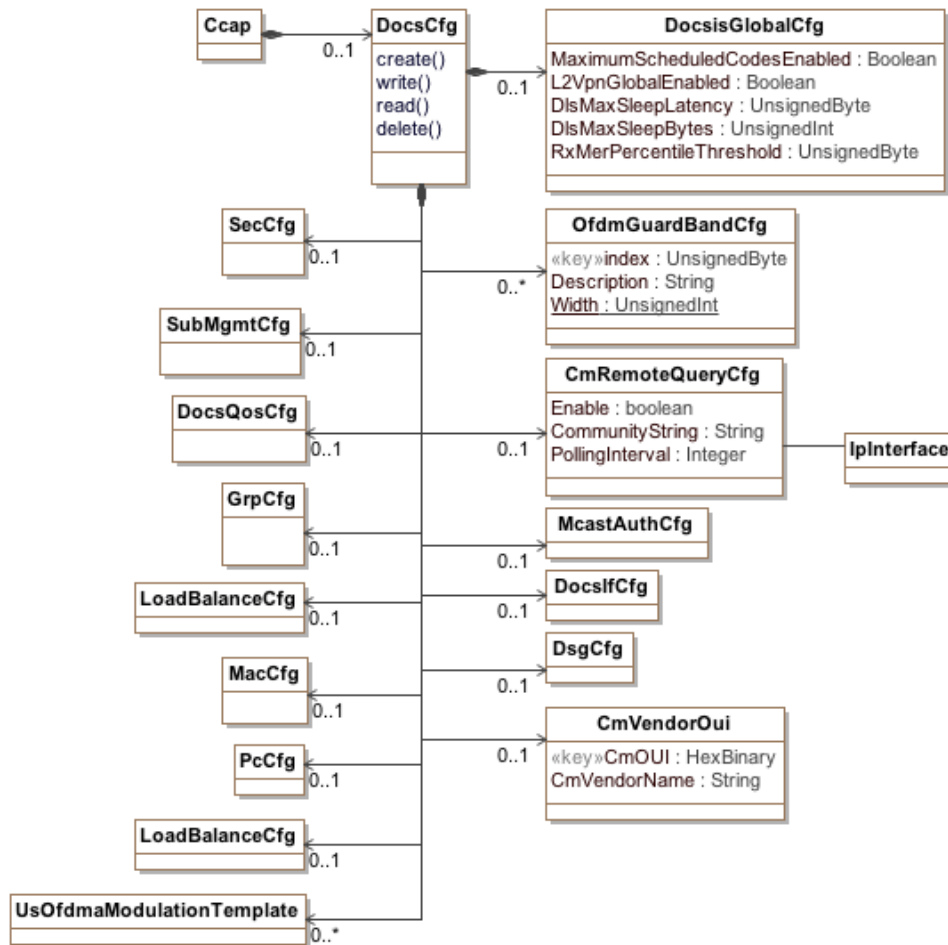 Ccap
0..1
DocsCfg
create()
write()
read()
delete()
0..1
DocsisGlobalCfg
MaximumScheduledCodesEnabled : Boolean
L2VpnGlobalEnabled : Boolean
DlsMaxSleepLatency : UnsignedByte
DlsMaxSleepBytes : UnsignedInt
RxMerPercentileThreshold : UnsignedByte
SecCfg
0..1
OfdmGuardBandCfg
«key»index : UnsignedByte
Description : String
Width : UnsignedInt
0..*
SubMgmtCfg
0..1
CmRemoteQueryCfg
Enable : boolean
CommunityString : String
PollingInterval : Integer
0..1
IpInterface
DocsQosCfg
0..1
GrpCfg
0..1
McastAuthCfg
0..1
LoadBalanceCfg
0..1
DocsIfCfg
0..1
DsgCfg
0..1
MacCfg
0..1
CmVendorOui
«key»CmOUI : HexBinary
CmVendorName : String
0..1
PcCfg
0..1
LoadBalanceCfg
0..1
UsOfdmaModulationTemplate
0..*